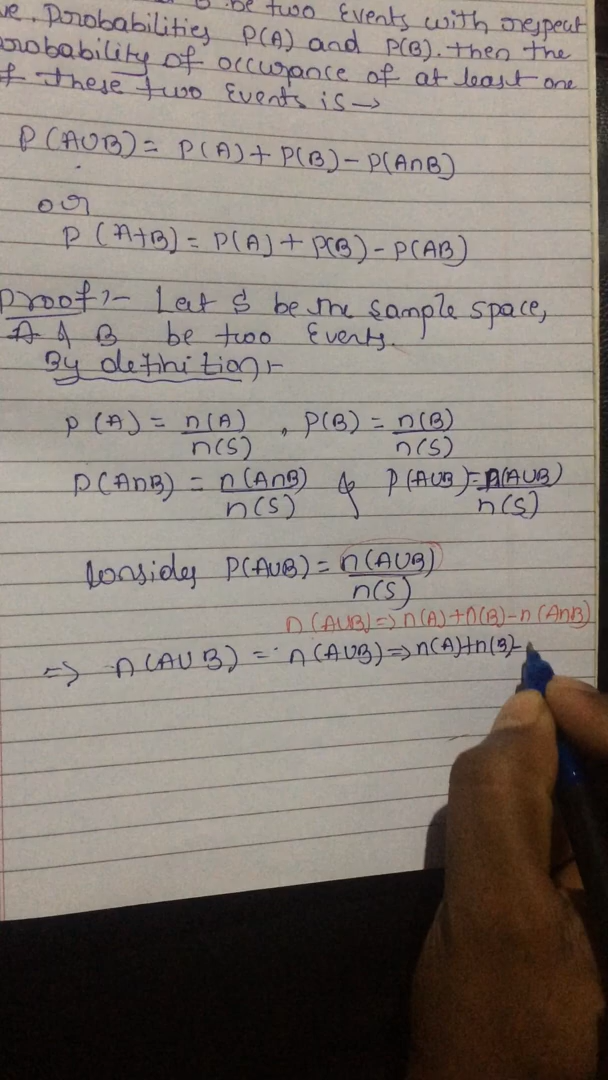 be two Events with respect
ve. Probabilities P(A) and P(B). then the
probability of occurance of at least one
f these two Events is →
P(A∪B) = P(A) + P(B) - P(A∩B)
or
P(A+B) = P(A) + P(B) - P(AB)
Proof :- Let S be the sample space,
A & B be two Events.
By definition :-
P(A) = n(A)/n(S) , P(B) = n(B)/n(S)
P(A∩B) = n(A∩B)/n(S) & P(A∪B) = n(A∪B)/n(S)
Consider P(A∪B) = n(A∪B)/n(S)
n(A∪B) => n(A)+n(B)-n(A∩B)
=> n(A∪B) = n(A∪B) => n(A)+n(B)-